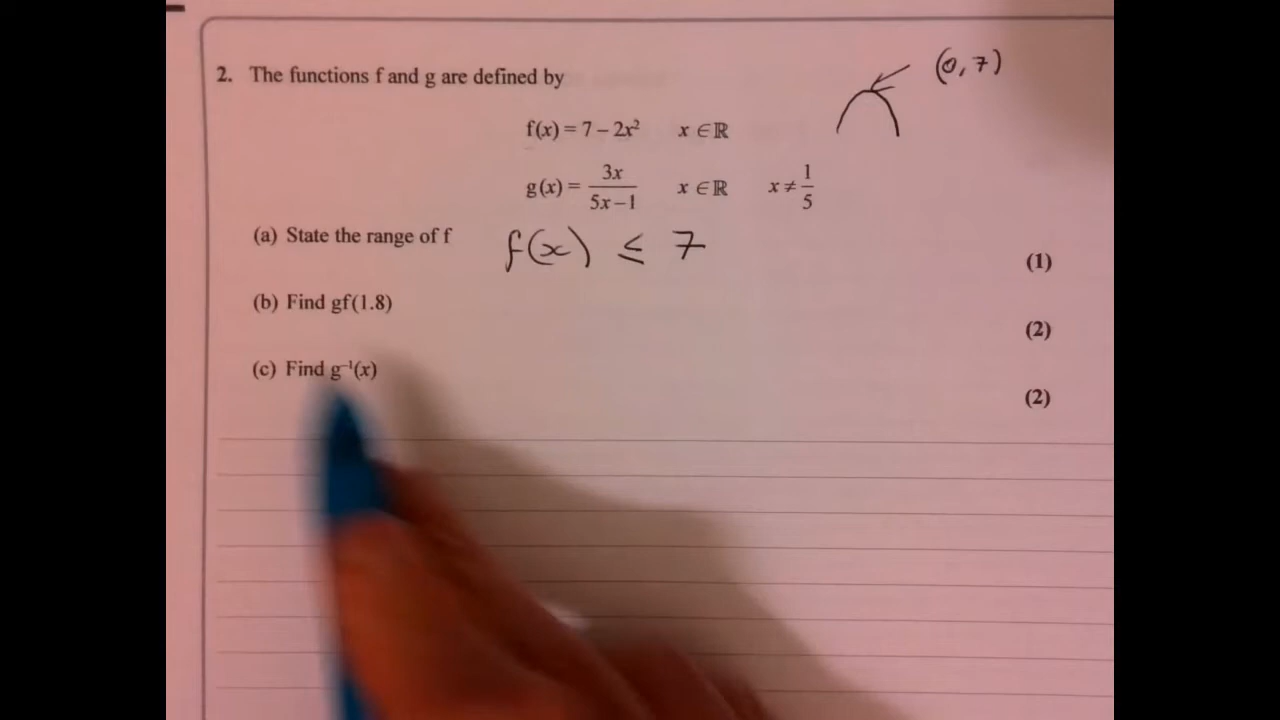 (0, 7)
2. The functions f and g are defined by
f(x) = 7 – 2x² x ∈ ℝ
g(x) = 3x / 5x – 1 x ∈ ℝ x ≠ 1/5
(a) State the range of f f(x) ≤ 7
(1)
(b) Find gf(1.8)
(2)
(c) Find g⁻¹(x)
(2)